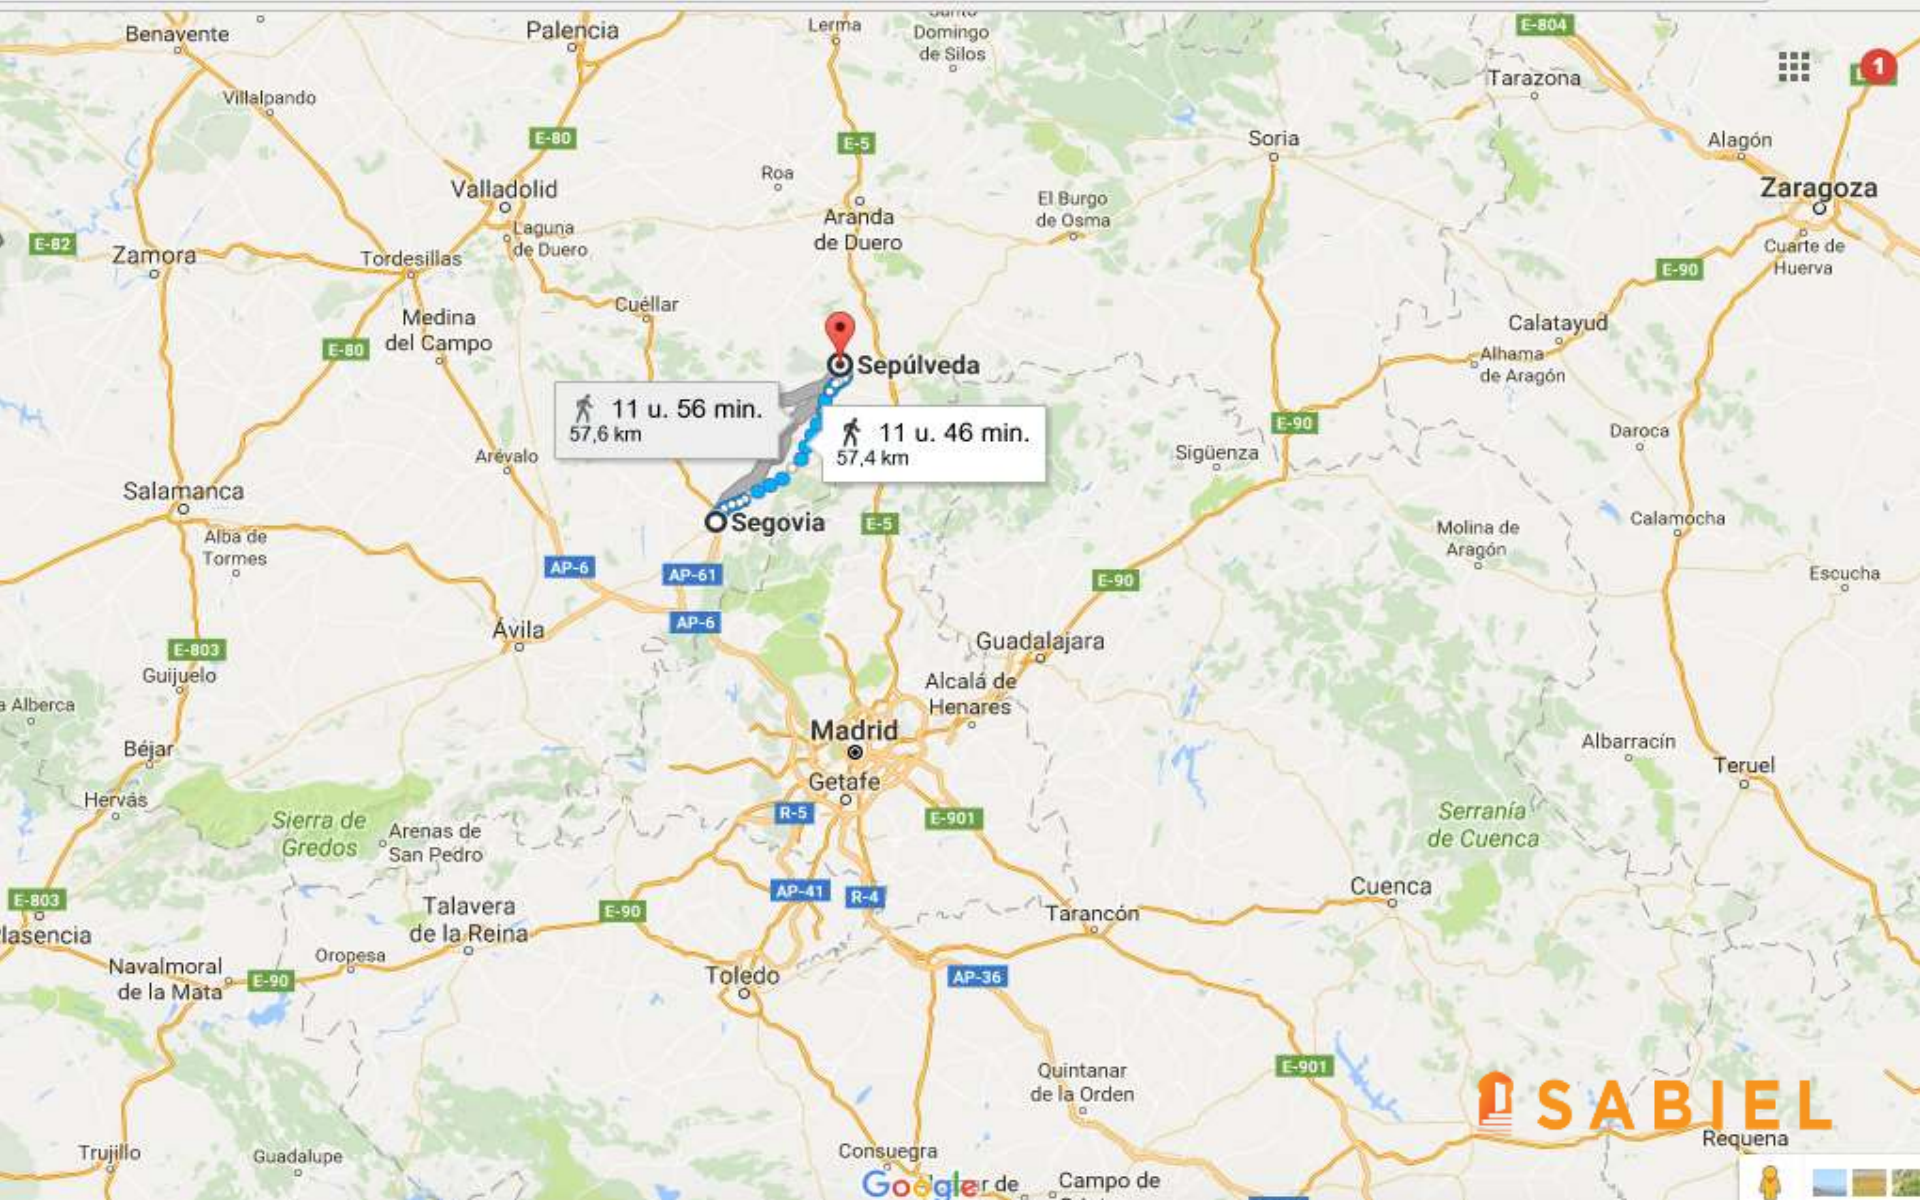 Benavente
Palencia
Lerma
Domingo
de Silos
E-804
Tarazona
1
Villalpando
E-80
E-5
Soria
Alagón
Roa
Valladolid
Zaragoza
El Burgo
de Osma
Aranda
de Duero
Laguna
de Duero
E-82
Zamora
Tordesillas
Cuarte de
Huerva
E-90
Cuéllar
Medina
del Campo
E-80
Calatayud
Alhama
de Aragón
Sepúlveda
11 u. 56 min.
57,6 km
11 u. 46 min.
57,4 km
E-90
Daroca
Sigüenza
Arévalo
Salamanca
Segovia
E-5
Calamocha
Molina de
Aragón
Alba de
Tormes
AP-6
AP-61
E-90
Escucha
AP-6
Ávila
E-803
Guadalajara
Guijuelo
Alcalá de
Henares
a Alberca
Madrid
Béjar
Albarracín
Teruel
Getafe
Hervás
R-5
E-901
Sierra de
Gredos
Arenas de
San Pedro
Serranía
de Cuenca
E-803
AP-41
R-4
Cuenca
Talavera
de la Reina
E-90
Tarancón
lasencia
Oropesa
Navalmoral
de la Mata
E-90
Toledo
AP-36
Quintanar
de la Orden
E-901
SABIEL
Requena
Trujillo
Guadalupe
Consuegra
Google
r de
Campo de